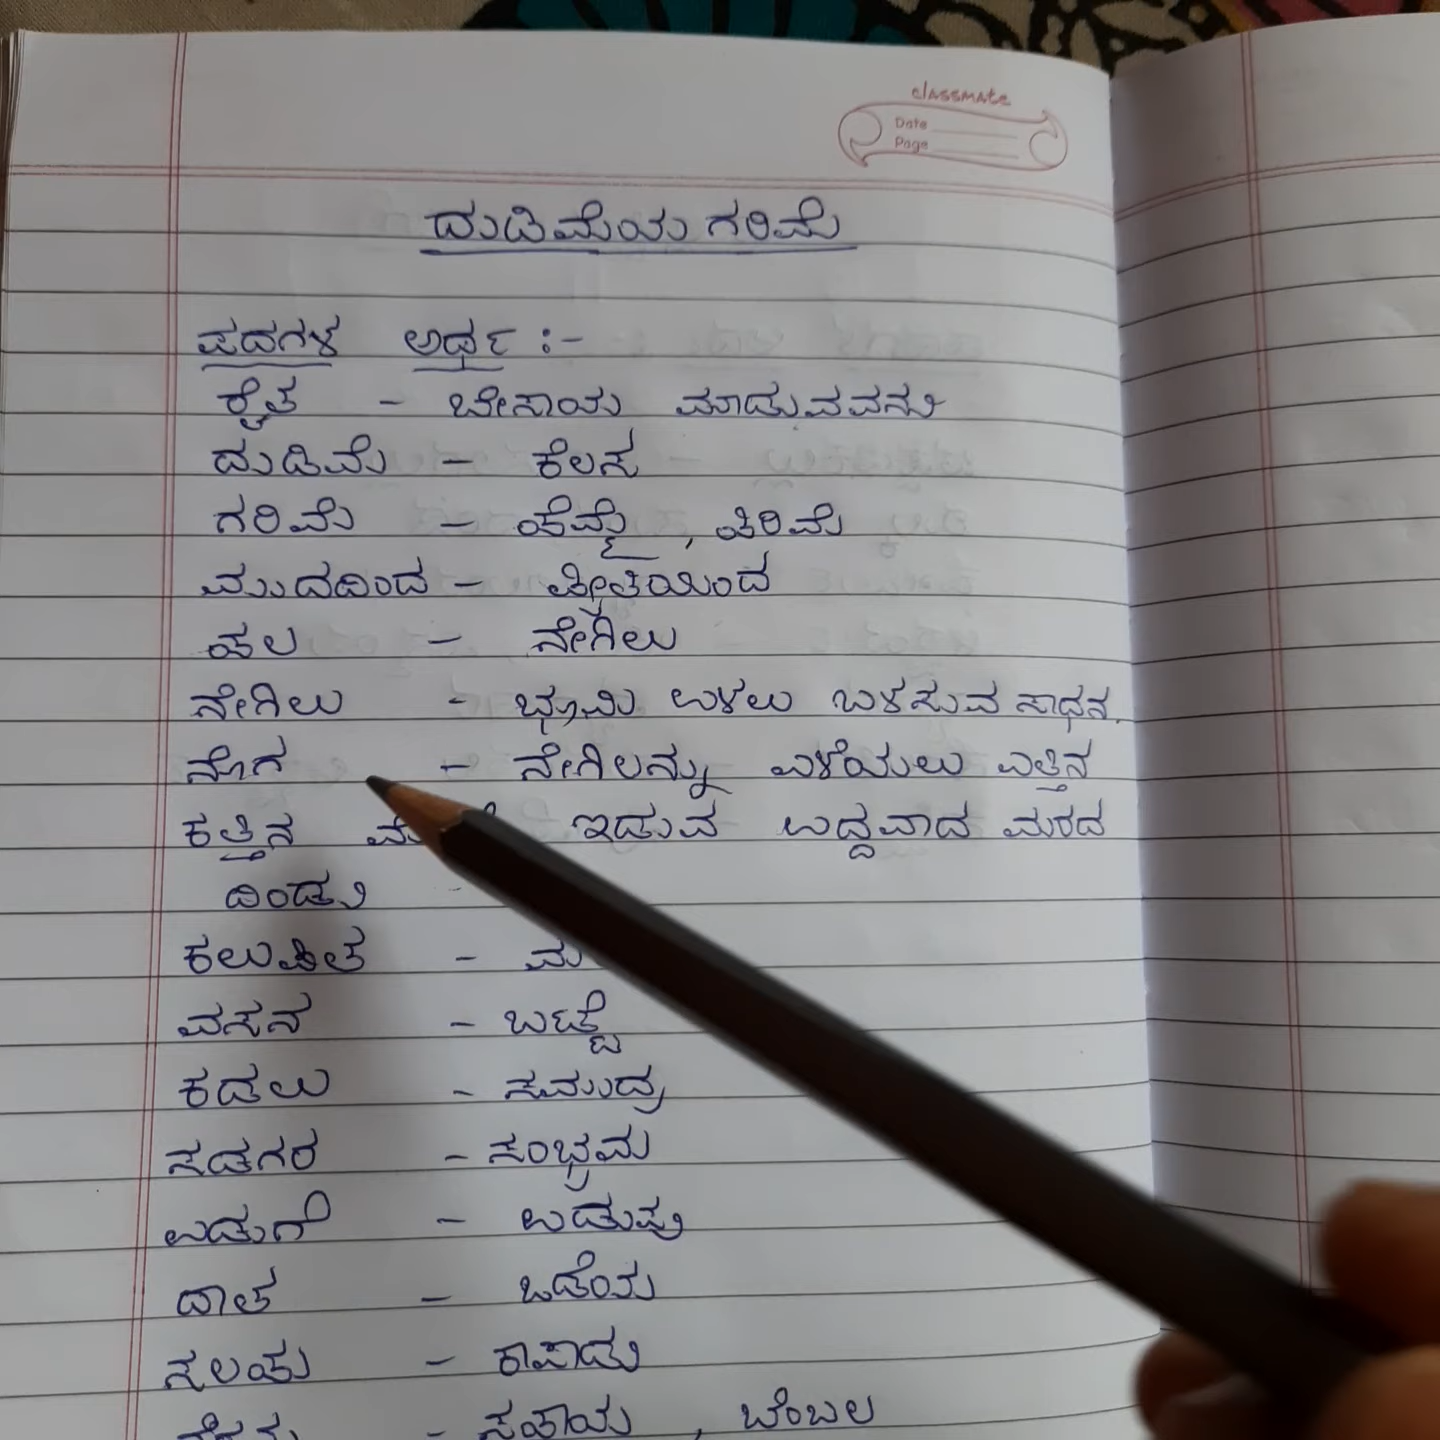 classmate
Date
Page
ದುಡಿಮೆಯ ಗರಿಮೆ
ಪದಗಳ ಅರ್ಥ :-
ರೈತ - ಬೇಸಾಯ ಮಾಡುವವನು
ದುಡಿಮೆ - ಕೆಲಸ
ಗರಿಮೆ - ಹೆಮ್ಮೆ , ಹಿರಿಮೆ
ಮುದದಿಂದ - ಪ್ರೀತಿಯಿಂದ
ಹಲ - ನೇಗಿಲು
ನೇಗಿಲು - ಭೂಮಿ ಉಳಲು ಬಳಸುವ ಸಾಧನ.
ನೊಗ - ನೇಗಿಲನ್ನು ಎಳೆಯಲು ಎತ್ತಿನ
ಕತ್ತಿನ ಇಡುವ ಉದ್ದವಾದ ಮರದ
ದಿಂಡು -
ಕಲುಷಿತ -
ವಸನ - ಬಟ್ಟೆ
ಕಡಲು - ಸಮುದ್ರ
ಸಡಗರ - ಸಂಭ್ರಮ
ಉಡುಗೆ - ಉಡುಪು
ದಾತ - ಒಡೆಯ
ಸಲಹು - ಕಾಪಾಡು
- ಸಹಾಯ , ಬೆಂಬಲ